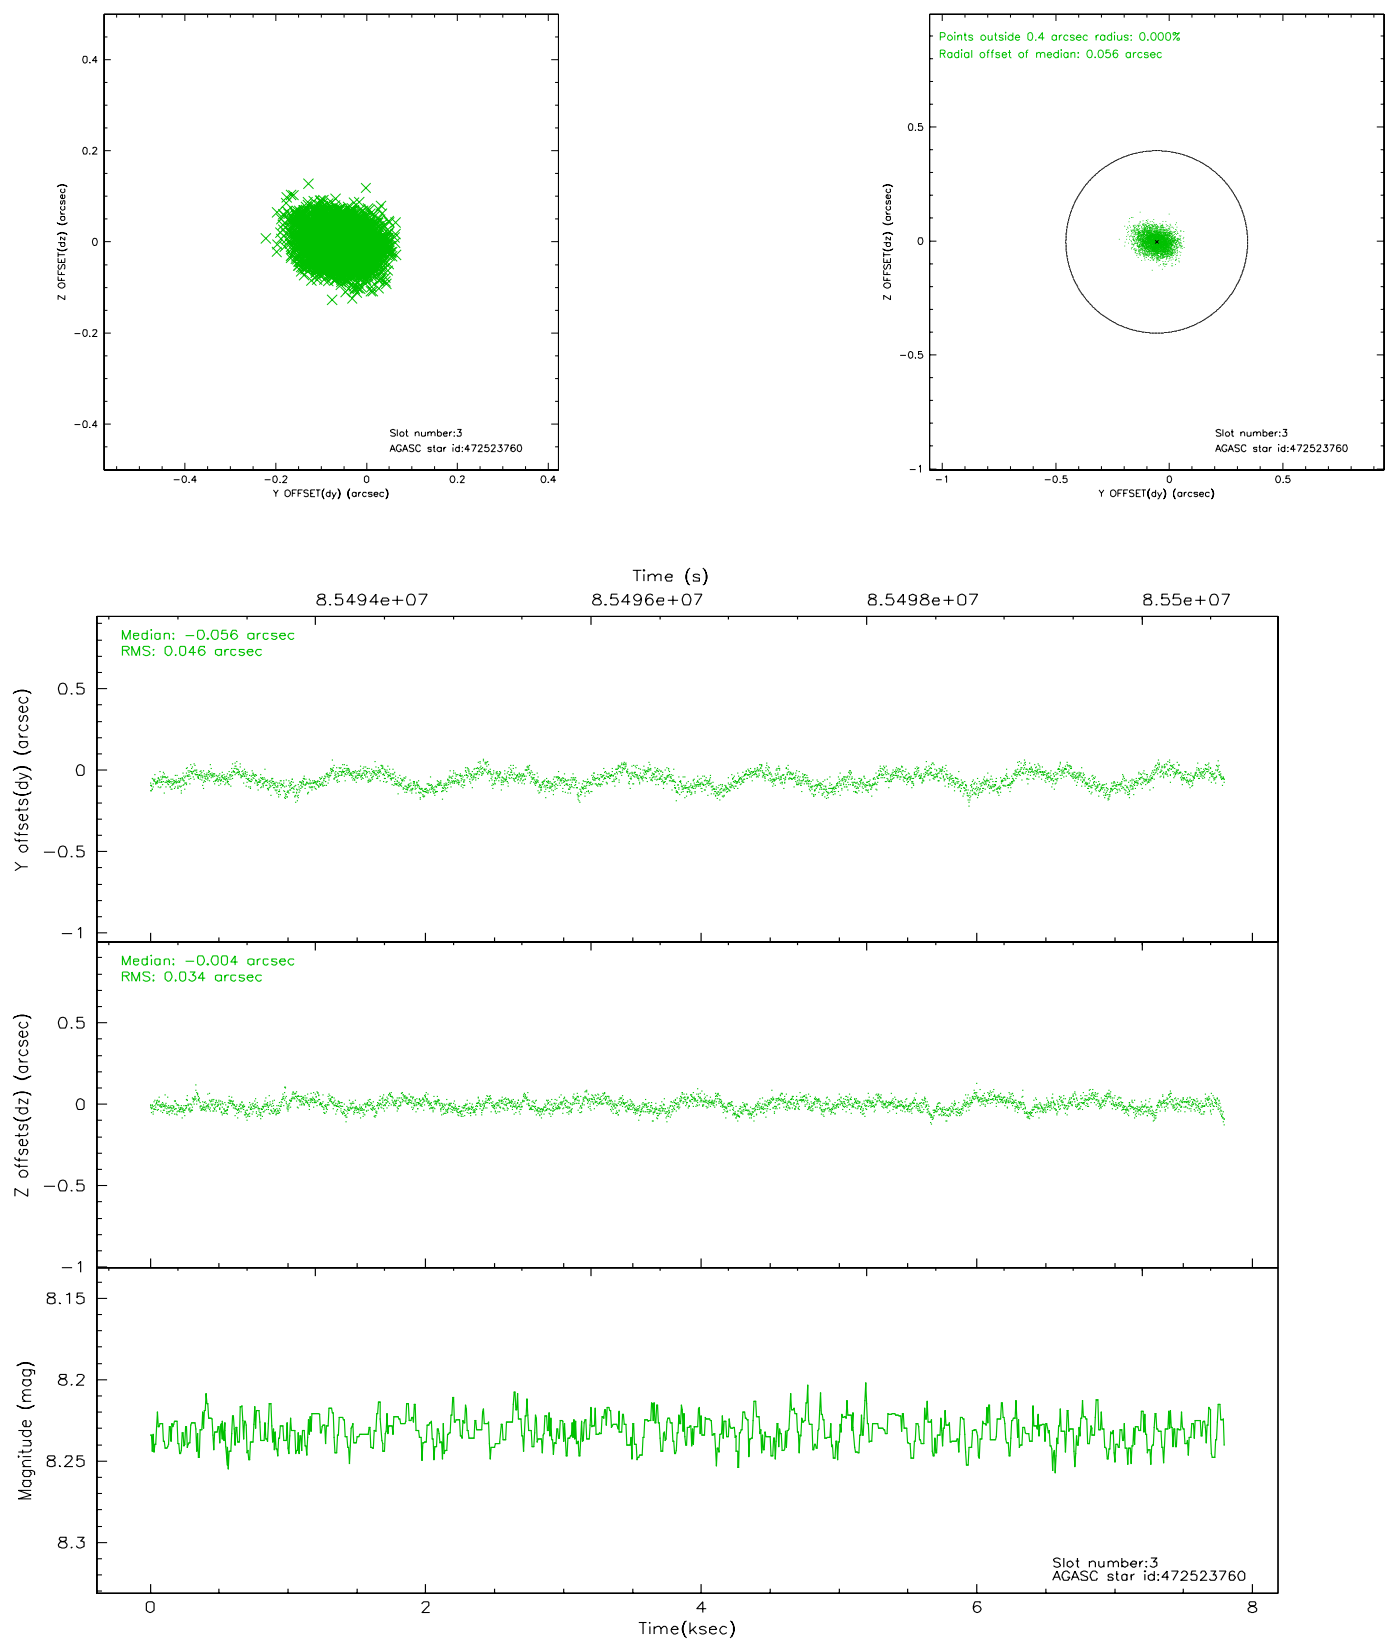 0.4
0.2
0
−0.2
−0.4
Z OFFSET(dz) (arcsec)
Slot number:3
AGASC star id:472523760
−0.4
−0.2
0
0.2
0.4
Y OFFSET(dy) (arcsec)
Points outside 0.4 arcsec radius: 0.000%
Radial offset of median: 0.056 arcsec
0.5
0
−0.5
−1
Z OFFSET(dz) (arcsec)
Slot number:3
AGASC star id:472523760
−1
−0.5
0
0.5
Y OFFSET(dy) (arcsec)
Time (s)
8.5494e+07
8.5496e+07
8.5498e+07
8.55e+07
Median: −0.056 arcsec
RMS: 0.046 arcsec
0.5
0
−0.5
−1
Y offsets(dy) (arcsec)
Median: −0.004 arcsec
RMS: 0.034 arcsec
0.5
0
−0.5
−1
Z offsets(dz) (arcsec)
8.15
8.2
8.25
8.3
Magnitude (mag)
Slot number:3
AGASC star id:472523760
0
2
4
6
8
Time(ksec)